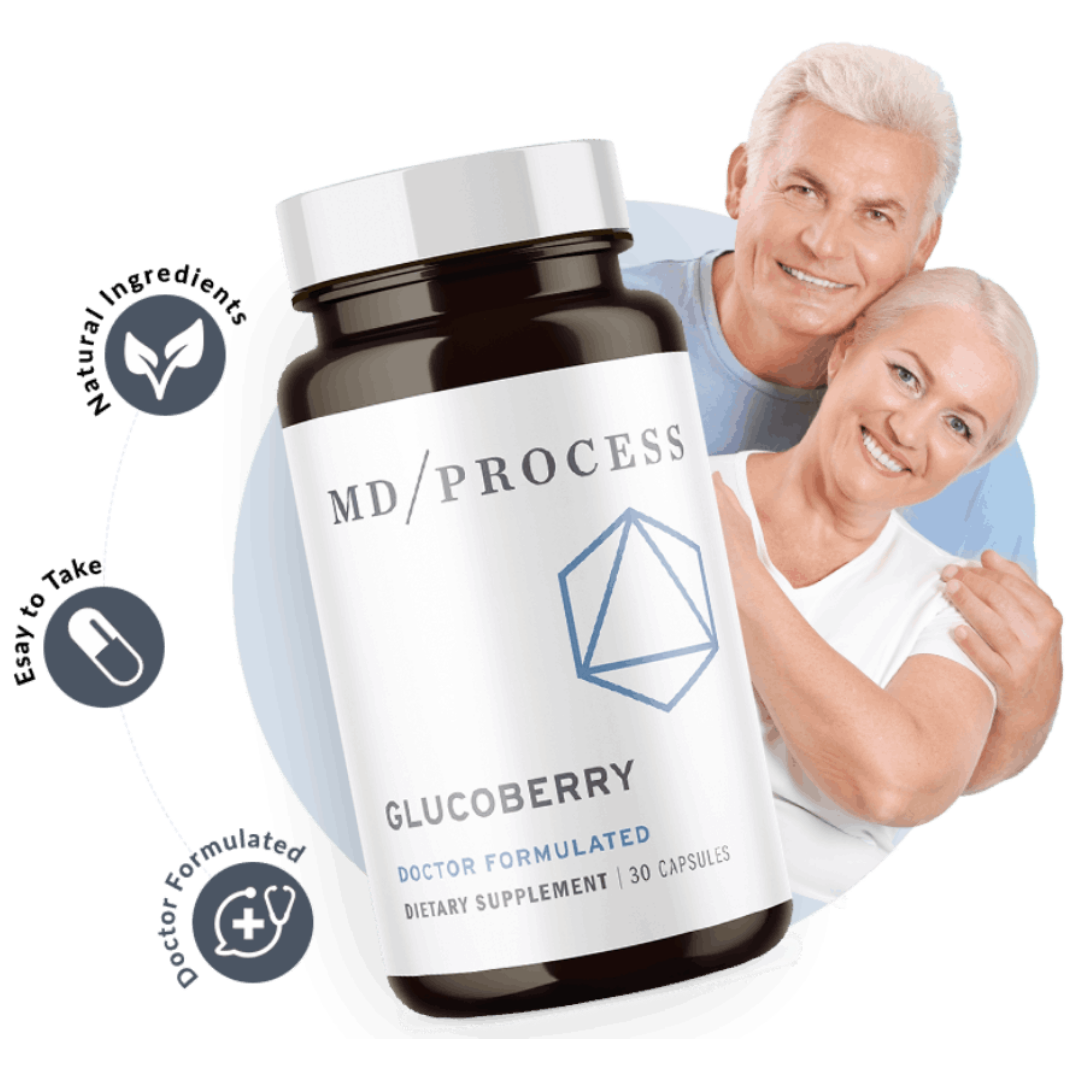 Natural Ingredients
Esay to Take
Doctor Formulated
MD/PROCESS
GLUCOBERRY
DOCTOR FORMULATED
DIETARY SUPPLEMENT | 30 CAPSULES